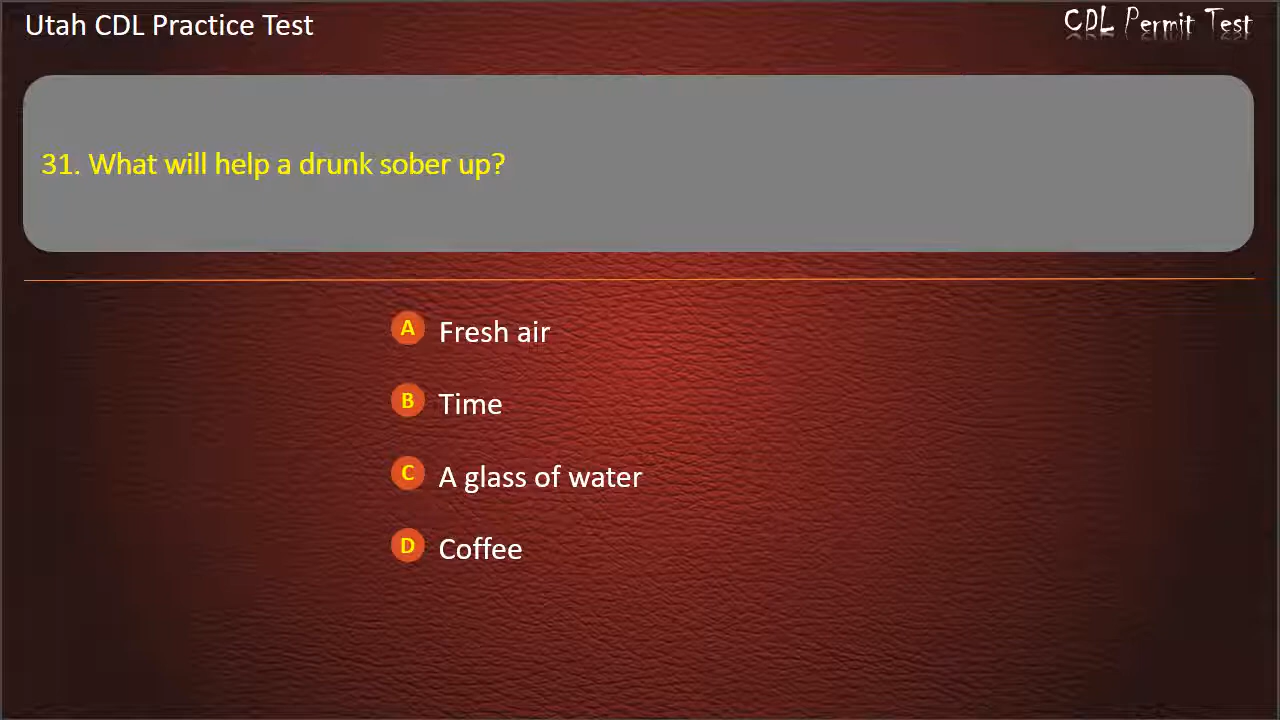 Utah CDL Practice Test
CDL Permit Test
31. What will help a drunk sober up?
A Fresh air
B Time
C A glass of water
D Coffee